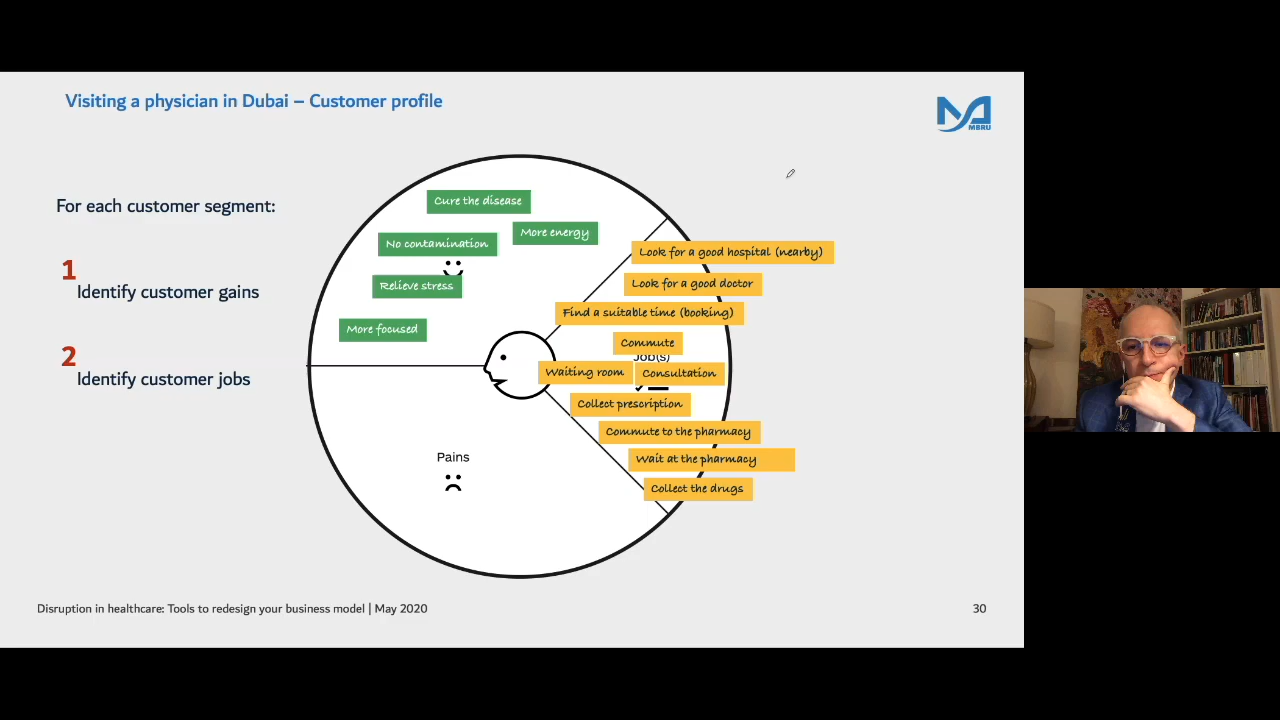 Visiting a physician in Dubai – Customer profile
MBRU
For each customer segment:
1
Identify customer gains
2
Identify customer jobs
Cure the disease
More energy
No contamination
Relieve stress
More focused
Look for a good hospital (nearby)
Look for a good doctor
Find a suitable time (booking)
Commute
Job(s)
Waiting room
Consultation
Collect prescription
Commute to the pharmacy
Wait at the pharmacy
Collect the drugs
Pains
Disruption in healthcare: Tools to redesign your business model | May 2020
30